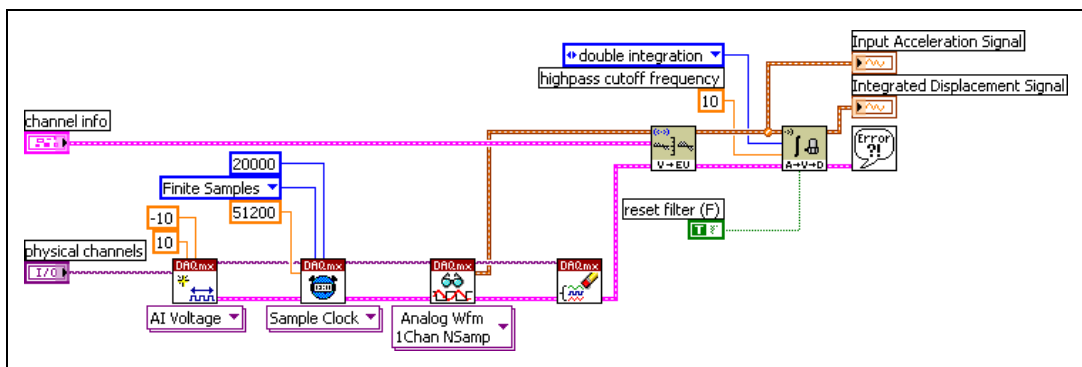 Input Acceleration Signal
double integration
highpass cutoff frequency
Integrated Displacement Signal
10
channel info
Error
?!
V→EU
A→V→D
20000
Finite Samples
51200
reset filter (F)
T F
-10
10
physical channels
I/O
DAQmx
DAQmx
DAQmx
DAQmx
AI Voltage
Sample Clock
Analog Wfm
1Chan NSamp